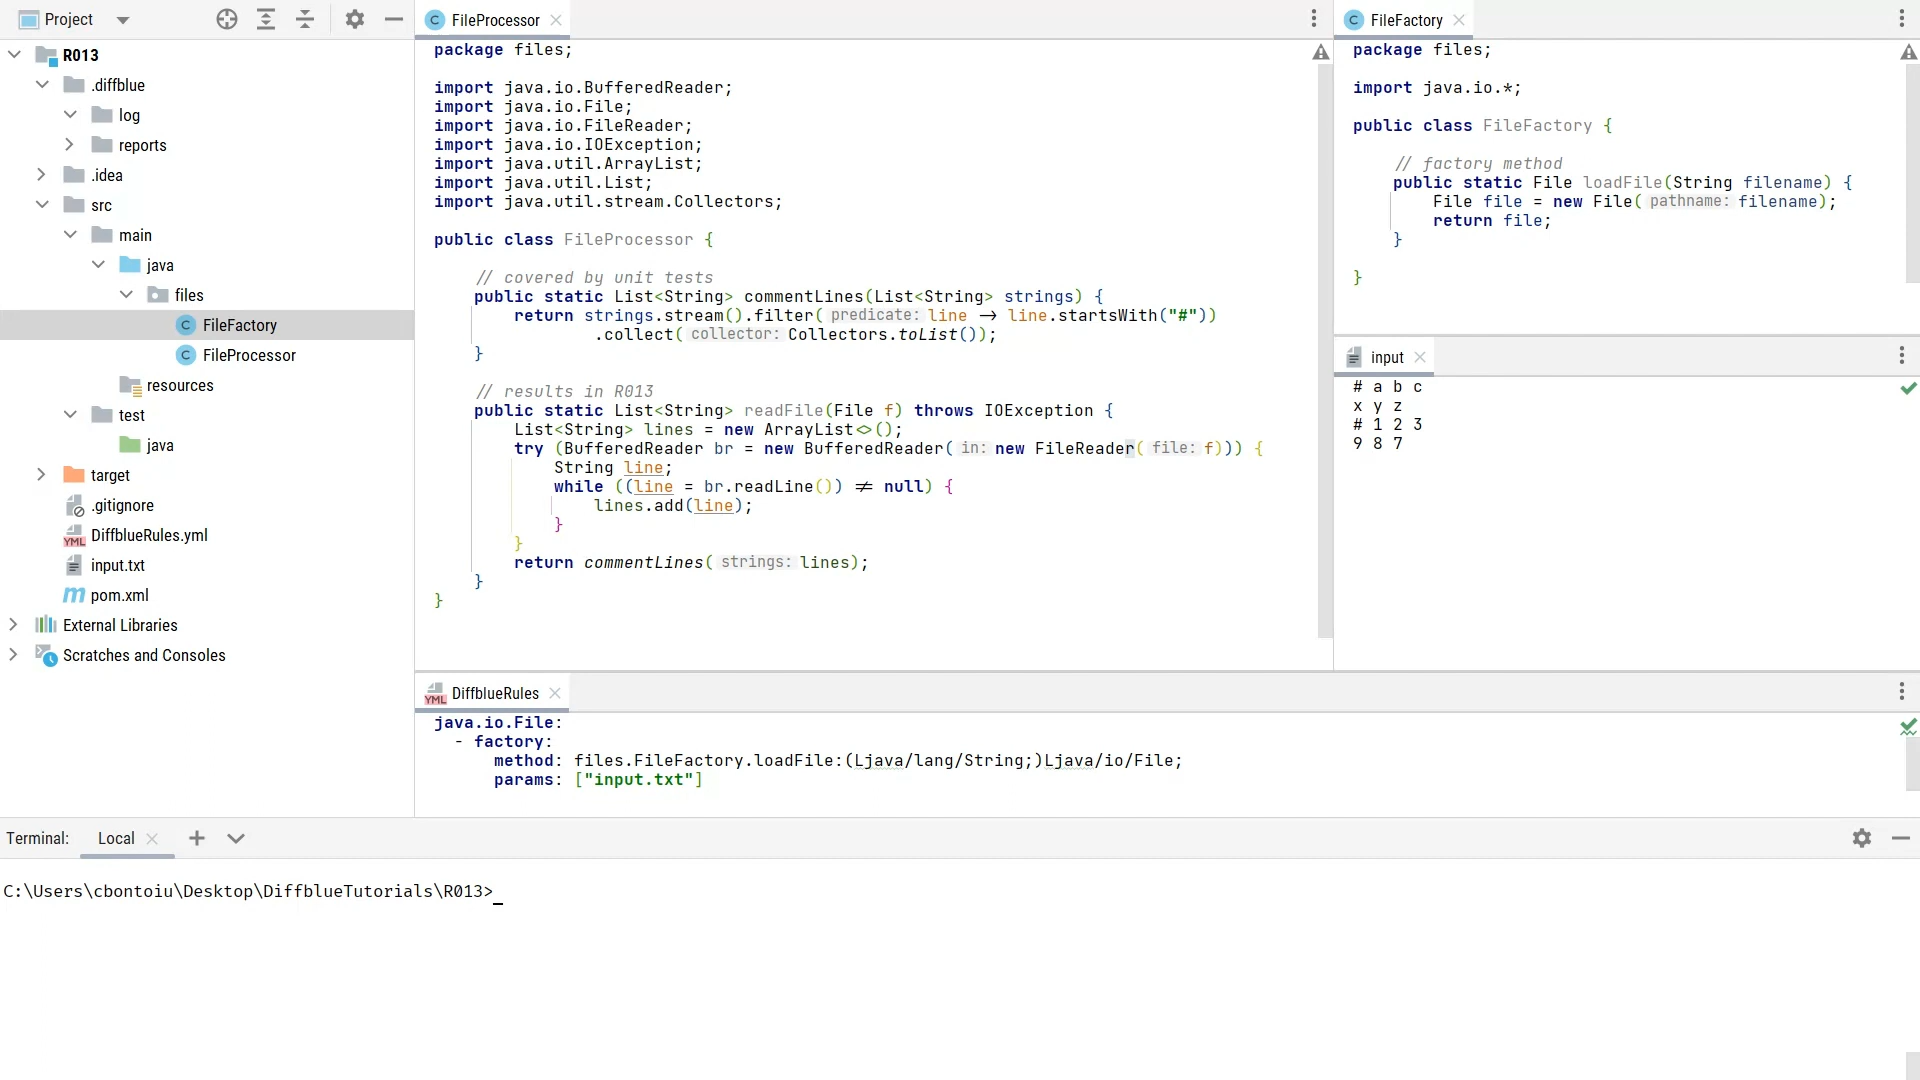 Project
R013
.diffblue
log
reports
.idea
src
main
java
files
FileFactory
FileProcessor
resources
test
java
target
.gitignore
DiffblueRules.yml
input.txt
pom.xml
External Libraries
Scratches and Consoles
FileProcessor
package files;
import java.io.BufferedReader;
import java.io.File;
import java.io.FileReader;
import java.io.IOException;
import java.util.ArrayList;
import java.util.List;
import java.util.stream.Collectors;
public class FileProcessor {
// covered by unit tests
public static List<String> commentLines(List<String> strings) {
return strings.stream().filter( predicate: line → line.startsWith("#"))
.collect( collector: Collectors.toList());
}
// results in R013
public static List<String> readFile(File f) throws IOException {
List<String> lines = new ArrayList<>();
try (BufferedReader br = new BufferedReader( in: new FileReader( file: f))) {
String line;
while ((line = br.readLine()) ≠ null) {
lines.add(line);
}
}
return commentLines( strings: lines);
}
}
FileFactory
package files;
import java.io.*;
public class FileFactory {
// factory method
public static File loadFile(String filename) {
File file = new File( pathname: filename);
return file;
}
}
input
# a b c
x y z
# 1 2 3
9 8 7
YML DiffblueRules
java.io.File:
- factory:
method: files.FileFactory.loadFile:(Ljava/lang/String;)Ljava/io/File;
params: ["input.txt"]
Terminal: Local
C:\Users\cbontoiu\Desktop\DiffblueTutorials\R013>_